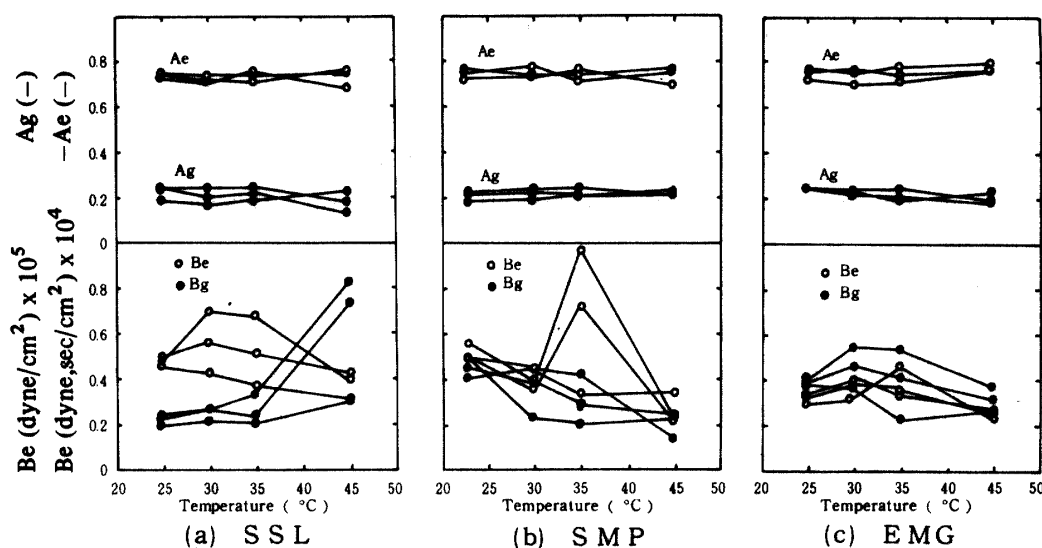 Ag (–)
–Ae (–)
Be (dyne/cm²) x 10⁵
Be (dyne,sec/cm²) x 10⁴
0.8
0.6
0.4
0.2
0
0.8
0.6
0.4
0.2
0
Ae
Ag
Be
Bg
20 25 30 35 40 45 50
Temperature ( °C)
(a) SSL
Ae
Ag
Be
Bg
20 25 30 35 40 45 50
Temperature ( °C)
(b) SMP
Ae
Ag
Be
Bg
20 25 30 35 40 45 50
Temperature ( °C)
(c) EMG